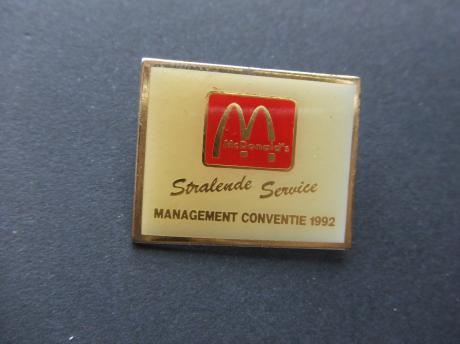 McDonald's
Stralende Service
MANAGEMENT CONVENTIE 1992